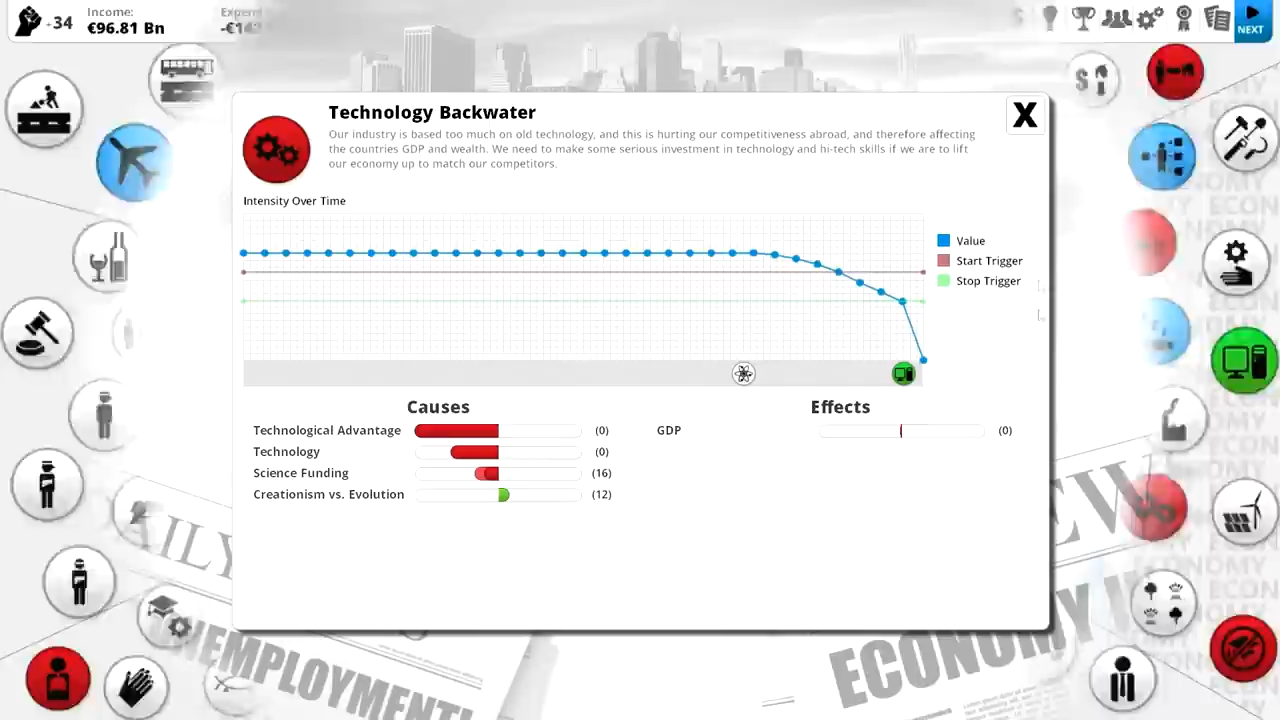 +34
Income:
€96.81 Bn
NEXT
Technology Backwater
X
Our industry is based too much on old technology, and this is hurting our competitiveness abroad, and therefore affecting
the countries GDP and wealth. We need to make some serious investment in technology and hi-tech skills if we are to lift
our economy up to match our competitors.
Intensity Over Time
Value
Start Trigger
Stop Trigger
Causes
Effects
Technological Advantage (0)
GDP (0)
Technology (0)
Science Funding (16)
Creationism vs. Evolution (12)
ECONOMY